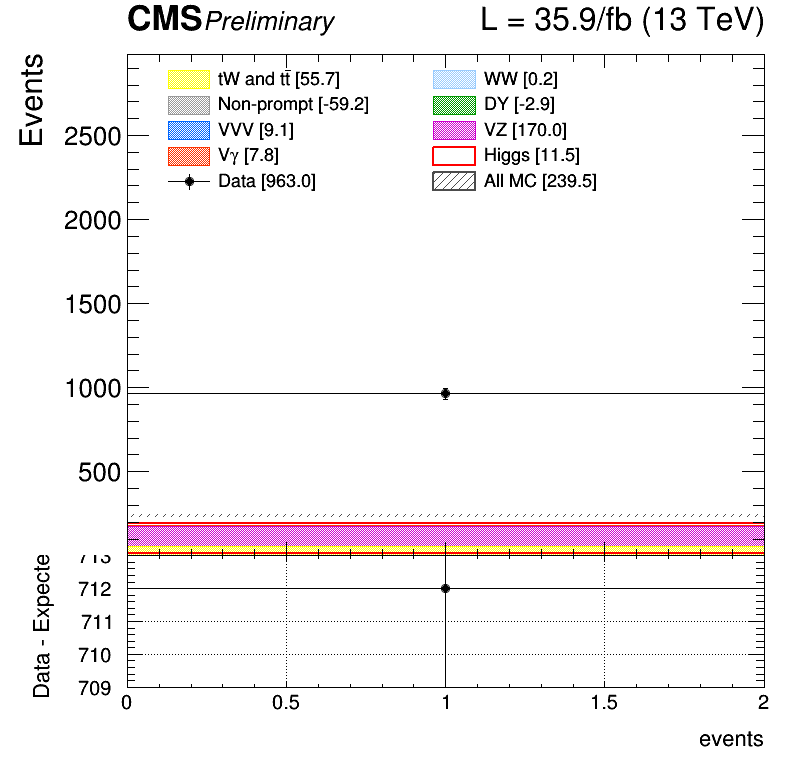 CMS Preliminary L = 35.9/fb (13 TeV)
Events
tW and tt̄ [55.7]
Non-prompt [-59.2]
VVV [9.1]
Vγ [7.8]
Data [963.0]
WW [0.2]
DY [-2.9]
VZ [170.0]
Higgs [11.5]
All MC [239.5]
2500
2000
1500
1000
500
Data - Expecte
713
712
711
710
709
0 0.5 1 1.5 2
events